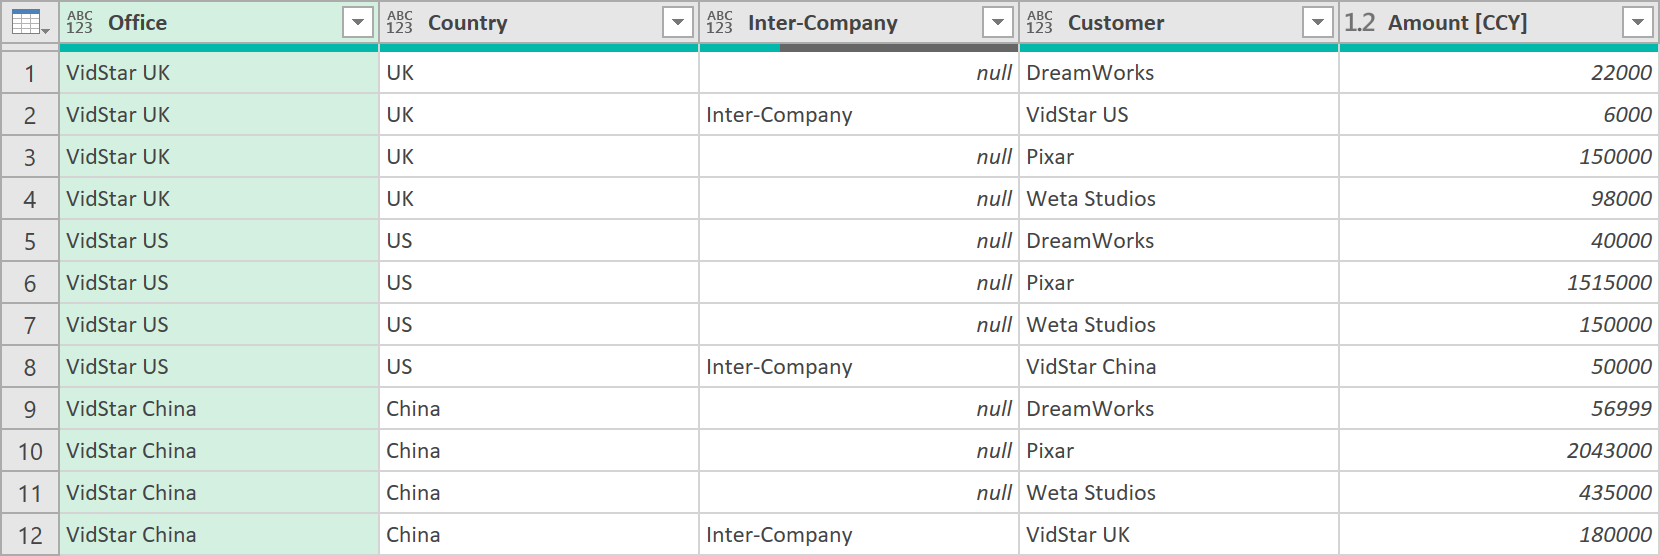 ABC 123 Office ABC 123 Country ABC 123 Inter-Company ABC 123 Customer 1.2 Amount [CCY]
1 VidStar UK UK null DreamWorks 22000
2 VidStar UK UK Inter-Company VidStar US 6000
3 VidStar UK UK null Pixar 150000
4 VidStar UK UK null Weta Studios 98000
5 VidStar US US null DreamWorks 40000
6 VidStar US US null Pixar 1515000
7 VidStar US US null Weta Studios 150000
8 VidStar US US Inter-Company VidStar China 50000
9 VidStar China China null DreamWorks 56999
10 VidStar China China null Pixar 2043000
11 VidStar China China null Weta Studios 435000
12 VidStar China China Inter-Company VidStar UK 180000